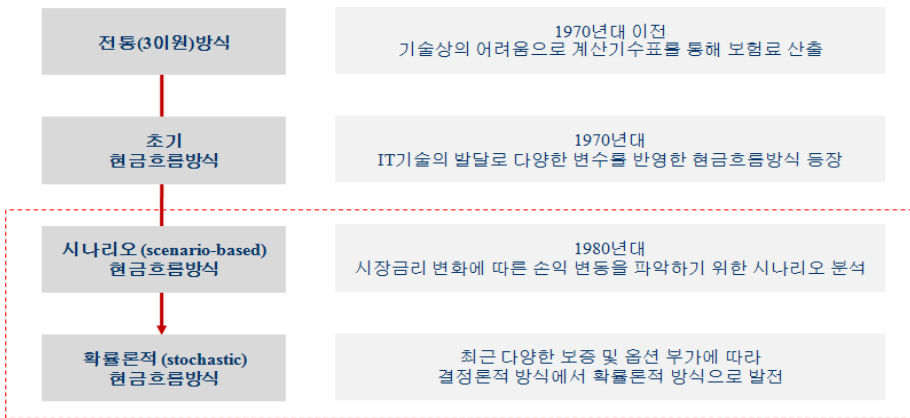 전통(3이원)방식
1970년대 이전
기술상의 어려움으로 계산기수표를 통해 보험료 산출
초기
현금흐름방식
1970년대
IT기술의 발달로 다양한 변수를 반영한 현금흐름방식 등장
시나리오(scenario-based)
현금흐름방식
1980년대
시장금리 변화에 따른 손익 변동을 파악하기 위한 시나리오 분석
확률론적(stochastic)
현금흐름방식
최근 다양한 보증 및 옵션 부가에 따라
결정론적 방식에서 확률론적 방식으로 발전